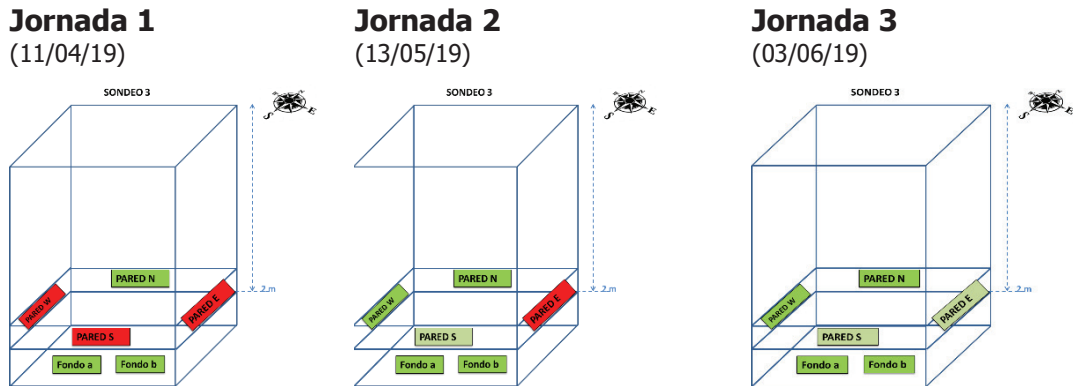 Jornada 1
(11/04/19)
SONDEO 3
S
E
PARED N
2 m
PARED W
PARED E
PARED S
Fondo a
Fondo b
Jornada 2
(13/05/19)
SONDEO 3
S
E
PARED N
2 m
PARED W
PARED E
PARED S
Fondo a
Fondo b
Jornada 3
(03/06/19)
SONDEO 3
S
E
PARED N
2 m
PARED W
PARED E
PARED S
Fondo a
Fondo b